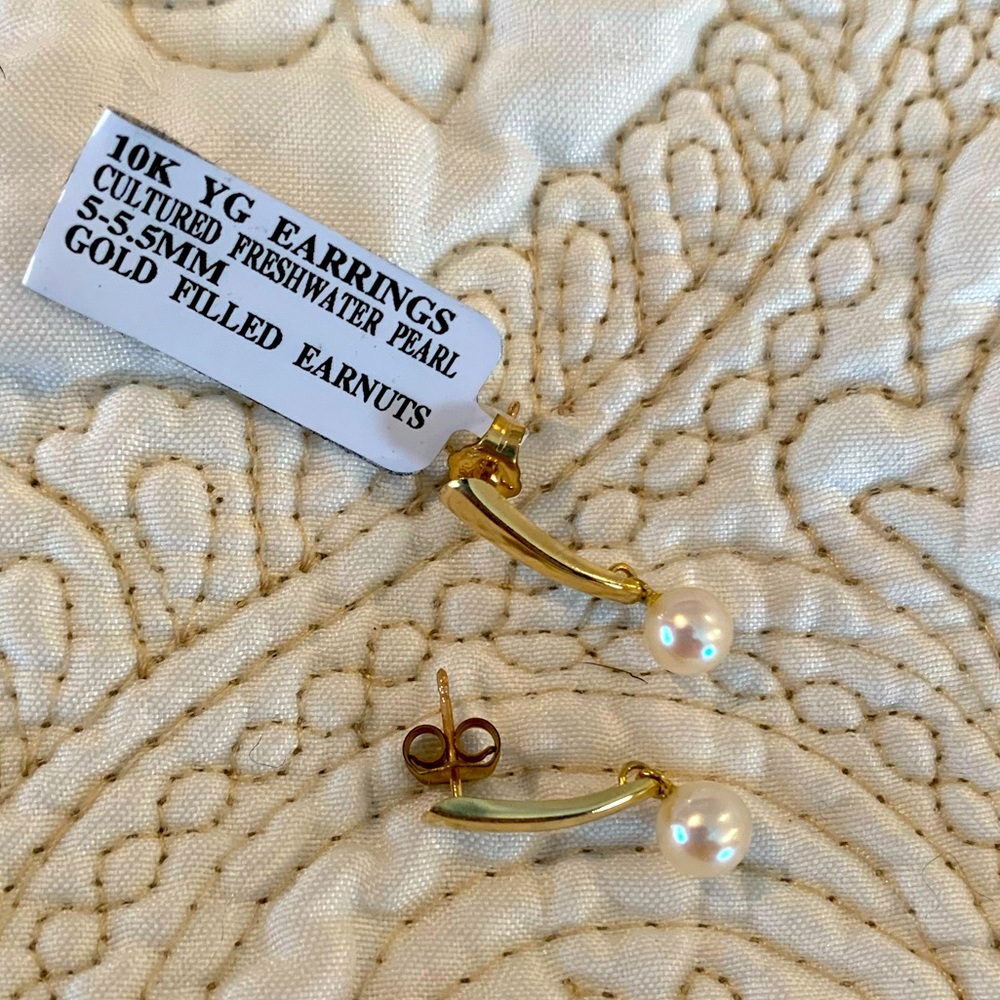 10K YG EARRINGS
CULTURED FRESHWATER PEARL
5-5.5MM
GOLD FILLED EARNUTS